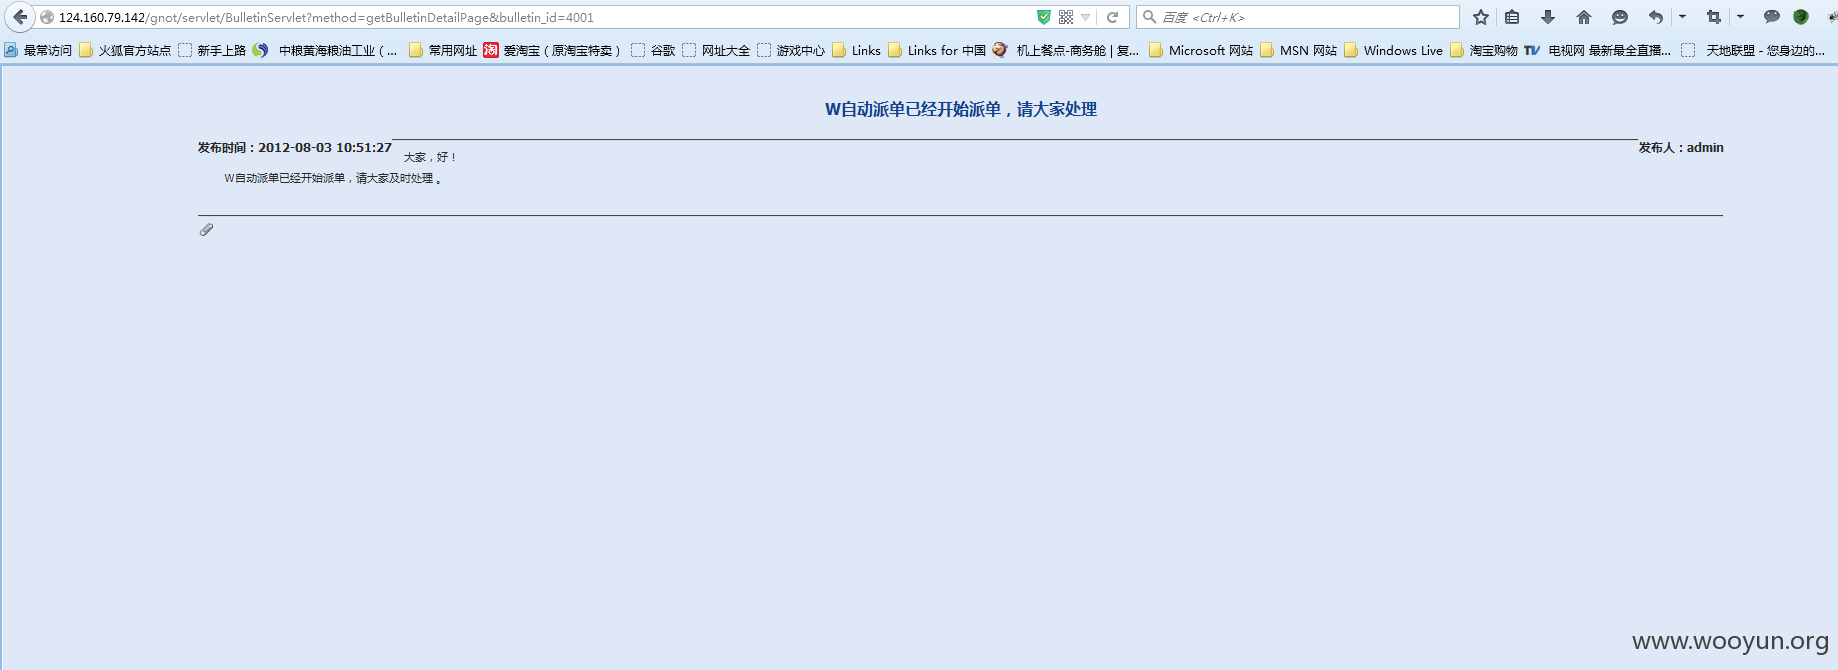 124.160.79.142/gnot/servlet/BulletinServlet?method=getBulletinDetailPage&bulletin_id=4001 百度 <Ctrl+K>
最常访问 火狐官方站点 新手上路 中粮黄海粮油工业（... 常用网址 爱淘宝（原淘宝特卖） 谷歌 网址大全 游戏中心 Links Links for 中国 机上餐点-商务舱 | 复... Microsoft 网站 MSN 网站 Windows Live 淘宝购物 电视网 最新最全直播... 天地联盟 - 您身边的...
W自动派单已经开始派单，请大家处理
发布时间：2012-08-03 10:51:27 发布人：admin
大家，好！
W自动派单已经开始派单，请大家及时处理 。
www.wooyun.org